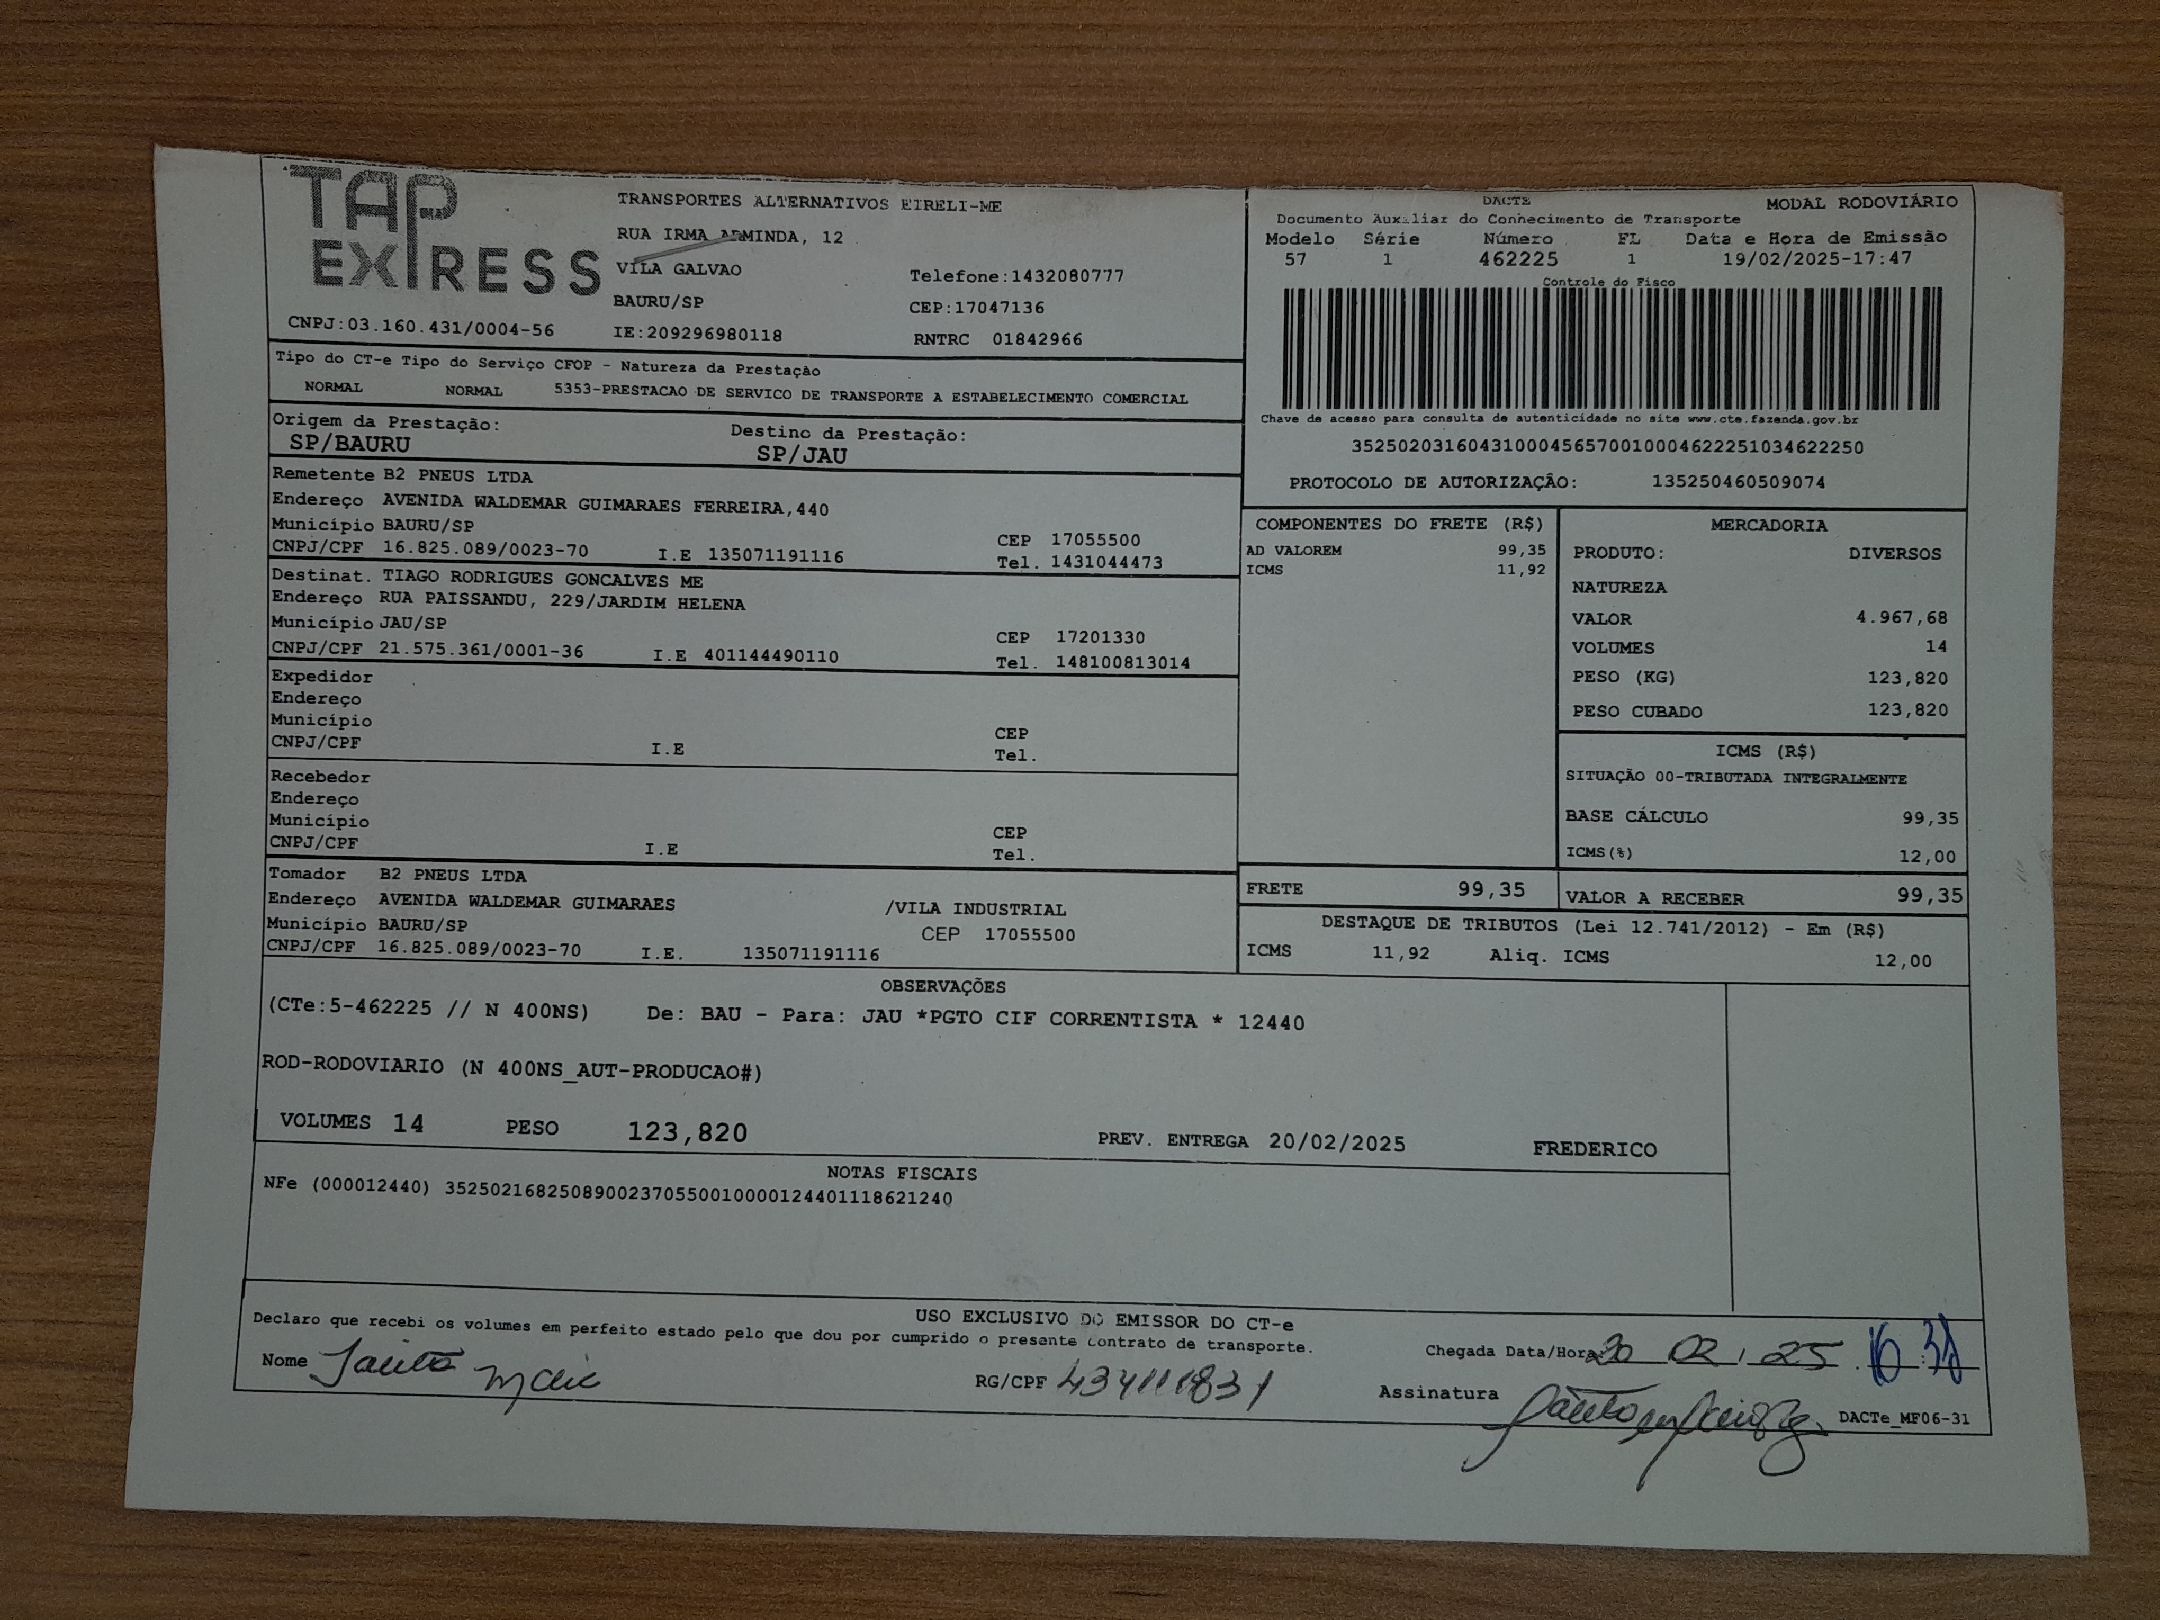 TAP EXPRESS
TRANSPORTES ALTERNATIVOS EIRELI-ME
RUA IRMA ARMINDA, 12
VILA GALVAO
Telefone:1432080777
BAURU/SP
CEP:17047136
CNPJ:03.160.431/0004-56
IE:209296980118
RNTRC 01842966
DACTE
MODAL RODOVIÁRIO
Documento Auxiliar do Conhecimento de Transporte
Modelo Série Número FL Data e Hora de Emissão
57 1 462225 1 19/02/2025-17:47
Controle do Fisco
Chave de acesso para consulta de autenticidade no site www.cte.fazenda.gov.br
35250203160431000456570010004622251034622250
PROTOCOLO DE AUTORIZAÇÃO: 135250460509074
Tipo do CT-e Tipo do Serviço CFOP - Natureza da Prestação
NORMAL NORMAL 5353-PRESTACAO DE SERVICO DE TRANSPORTE A ESTABELECIMENTO COMERCIAL
Origem da Prestação: Destino da Prestação:
SP/BAURU SP/JAU
Remetente B2 PNEUS LTDA
Endereço AVENIDA WALDEMAR GUIMARAES FERREIRA,440
Município BAURU/SP CEP 17055500
CNPJ/CPF 16.825.089/0023-70 I.E 135071191116 Tel. 1431044473
Destinat. TIAGO RODRIGUES GONCALVES ME
Endereço RUA PAISSANDU, 229/JARDIM HELENA
Município JAU/SP CEP 17201330
CNPJ/CPF 21.575.361/0001-36 I.E 401144490110 Tel. 148100813014
Expedidor
Endereço
Município CEP
CNPJ/CPF I.E Tel.
Recebedor
Endereço
Município CEP
CNPJ/CPF I.E Tel.
Tomador B2 PNEUS LTDA
Endereço AVENIDA WALDEMAR GUIMARAES /VILA INDUSTRIAL
Município BAURU/SP CEP 17055500
CNPJ/CPF 16.825.089/0023-70 I.E. 135071191116
COMPONENTES DO FRETE (R$)
AD VALOREM 99,35
ICMS 11,92
MERCADORIA
PRODUTO: DIVERSOS
NATUREZA
VALOR 4.967,68
VOLUMES 14
PESO (KG) 123,820
PESO CUBADO 123,820
ICMS (R$)
SITUAÇÃO 00-TRIBUTADA INTEGRALMENTE
BASE CÁLCULO 99,35
ICMS(%) 12,00
FRETE 99,35
VALOR A RECEBER 99,35
DESTAQUE DE TRIBUTOS (Lei 12.741/2012) - Em (R$)
ICMS 11,92 Aliq. ICMS 12,00
OBSERVAÇÕES
(CTe:5-462225 // N 400NS) De: BAU - Para: JAU *PGTO CIF CORRENTISTA * 12440
ROD-RODOVIARIO (N 400NS_AUT-PRODUCAO#)
VOLUMES 14 PESO 123,820 PREV. ENTREGA 20/02/2025 FREDERICO
NOTAS FISCAIS
NFe (000012440) 35250216825089002370550010000124401118621240
USO EXCLUSIVO DO EMISSOR DO CT-e
Declaro que recebi os volumes em perfeito estado pelo que dou por cumprido o presente contrato de transporte.
Chegada Data/Hora: 20 02 25 16:38
Nome
RG/CPF
Assinatura
DACTe_MF06-31